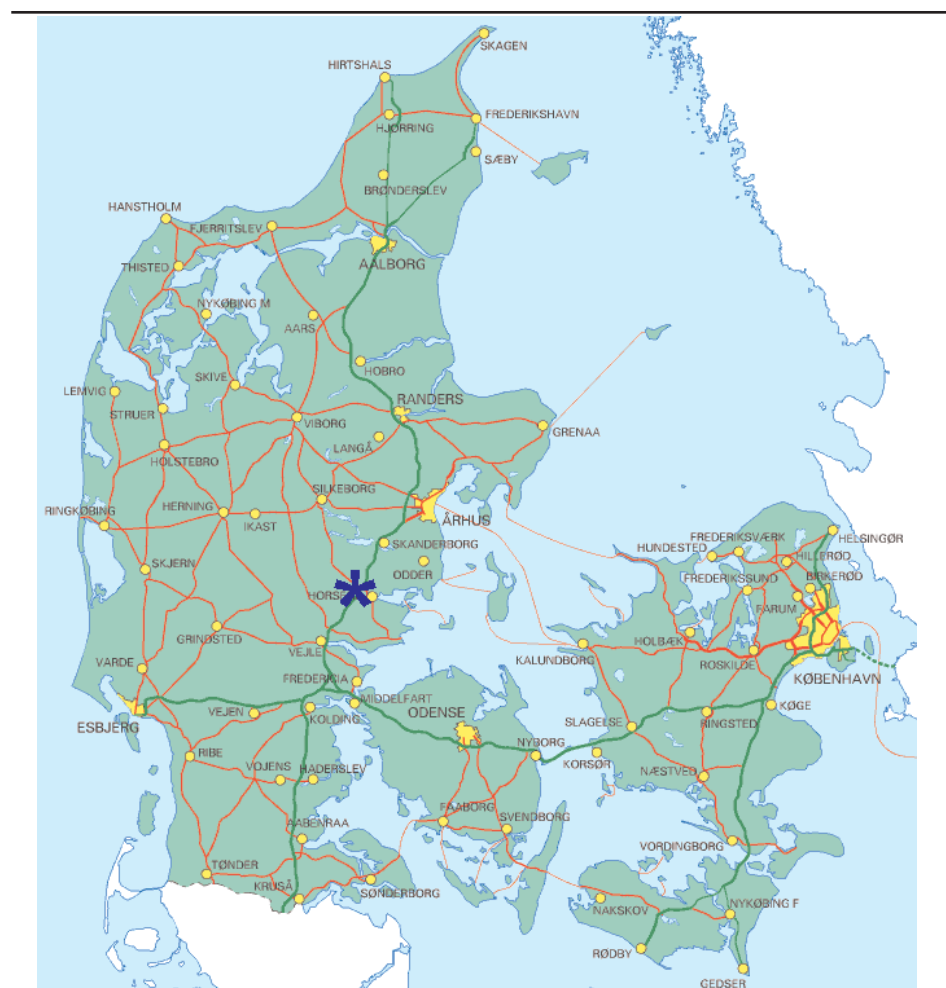 SKAGEN
HIRTSHALS
FREDERIKSHAVN
HJØRRING
SÆBY
BRØNDERSLEV
HANSTHOLM
FJERRITSLEV
AALBORG
THISTED
NYKØBING M
AARS
HOBRO
SKIVE
LEMVIG
RANDERS
STRUER
VIBORG
GRENAA
LANGÅ
HOLSTEBRO
SILKEBORG
HERNING
RINGKØBING
ÅRHUS
IKAST
FREDERIKSVÆRK
HELSINGØR
SKANDERBORG
HUNDESTED
HILLERØD
SKJERN
ODDER
FREDERIKSSUND
BIRKERØD
HORSE
FARUM
GRINDSTED
HOLBÆK
VEJLE
KALUNDBORG
VARDE
ROSKILDE
FREDERICIA
KØBENHAVN
MIDDELFART
KØGE
VEJEN
KOLDING
ODENSE
SLAGELSE
RINGSTED
ESBJERG
NYBORG
RIBE
KORSØR
VOJENS
HADERSLEV
NÆSTVED
FAABORG
SVENDBORG
AABENRAA
VORDINGBORG
TØNDER
KRUSÅ
SØNDERBORG
NAKSKOV
NYKØBING F
RØDBY
GEDSER